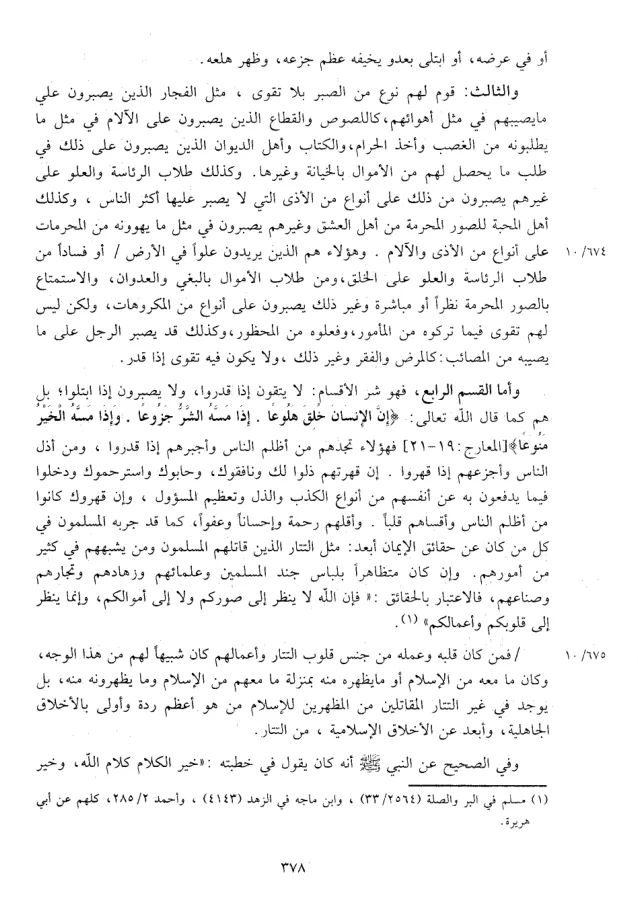 أو في عرضه، أو ابتلى بعدو يخيفه عظم جزعه، وظهر هلعه.
والثالث: قوم لهم نوع من الصبر بلا تقوى ، مثل الفجار الذين يصبرون علي
مايصيبهم في مثل أهوائهم،كاللصوص والقطاع الذين يصبرون على الآلام في مثل ما
يطلبونه من الغصب وأخذ الحرام،والكتاب وأهل الديوان الذين يصبرون على ذلك في
طلب ما يحصل لهم من الأموال بالخيانة وغيرها. وكذلك طلاب الرئاسة والعلو على
غيرهم يصبرون من ذلك على أنواع من الأذى التي لا يصبر عليها أكثر الناس ، وكذلك
أهل المحبة للصور المحرمة من أهل العشق وغيرهم يصبرون في مثل ما يهوونه من المحرمات
١٠/٦٧٤ على أنواع من الأذى والآلام . وهؤلاء هم الذين يريدون علواً في الأرض / أو فساداً من
طلاب الرئاسة والعلو على الخلق،ومن طلاب الأموال بالبغي والعدوان، والاستمتاع
بالصور المحرمة نظراً أو مباشرة وغير ذلك يصبرون على أنواع من المكروهات، ولكن ليس
لهم تقوى فيما تركوه من المأمور،وفعلوه من المحظور،وكذلك قد يصبر الرجل على ما
يصيبه من المصائب:كالمرض والفقر وغير ذلك ،ولا يكون فيه تقوى إذا قدر.
وأما القسم الرابع، فهو شر الأقسام: لا يتقون إذا قدروا، ولا يصبرون إذا ابتلوا؛ بل
هم كما قال اللّه تعالى: ﴿إِنَّ الإِنسان خُلِقَ هَلُوعًا . إِذَا مَسَّهُ الشَّرُّ جَزُوعًا . وَإِذَا مَسَّهُ الْخَيْرُ
مَنُوعًا﴾[المعارج:١٩-٢١] فهؤلاء تجدهم من أظلم الناس وأجبرهم إذا قدروا ، ومن أذل
الناس وأجزعهم إذا قهروا . إن قهرتهم ذلوا لك ونافقوك، وحابوك واسترحموك ودخلوا
فيما يدفعون به عن أنفسهم من أنواع الكذب والذل وتعظيم المسؤول ، وإن قهروك كانوا
من أظلم الناس وأقساهم قلباً . وأقلهم رحمة وإحساناً وعفواً، كما قد جربه المسلمون في
كل من كان عن حقائق الإيمان أبعد: مثل التتار الذين قاتلهم المسلمون ومن يشبههم في كثير
من أمورهم. وإن كان متظاهراً بلباس جند المسلمين وعلمائهم وزهادهم وتجارهم
وصناعهم، فالاعتبار بالحقائق :« فإن اللّه لا ينظر إلى صوركم ولا إلى أموالكم، وإنما ينظر
إلى قلوبكم وأعمالكم» (١).
١٠/٦٧٥ /فمن كان قلبه وعمله من جنس قلوب التتار وأعمالهم كان شبيهاً لهم من هذا الوجه،
وكان ما معه من الإسلام أو مايظهره منه بمنزلة ما معهم من الإسلام وما يظهرونه منه، بل
يوجد في غير التتار المقاتلين من المظهرين للإسلام من هو أعظم ردة وأولى بالأخلاق
الجاهلية، وأبعد عن الأخلاق الإسلامية ، من التتار.
وفي الصحيح عن النبي ﷺ أنه كان يقول في خطبته :«خير الكلام كلام اللّه، وخير
(١) مسلم في البر والصلة (٣٣/٢٥٦٤) ، وابن ماجه في الزهد (٤١٤٣) ، وأحمد ٢٨٥/٢، كلهم عن أبي
هريرة.
٣٧٨